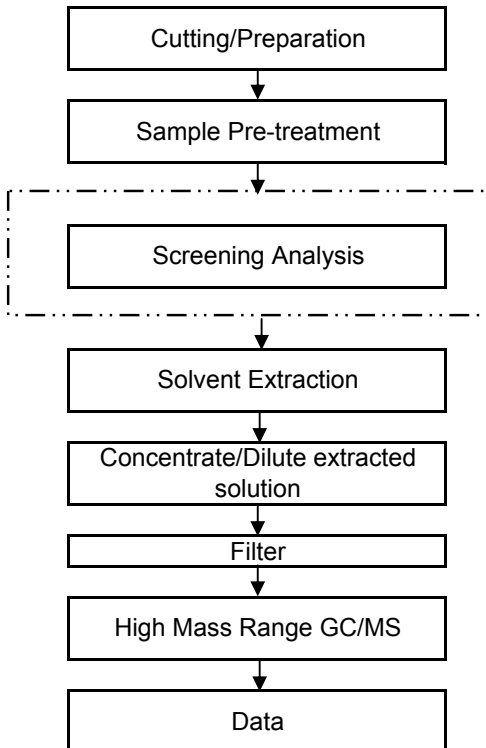 Cutting/Preparation
Sample Pre-treatment
Screening Analysis
Solvent Extraction
Concentrate/Dilute extracted
solution
Filter
High Mass Range GC/MS
Data